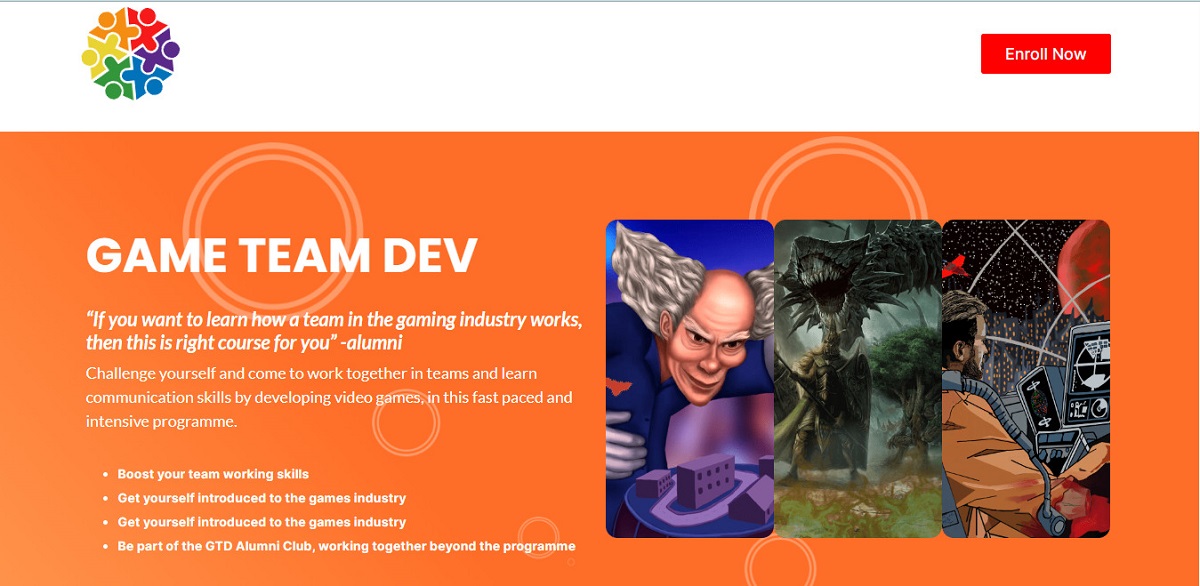 Enroll Now
GAME TEAM DEV
“If you want to learn how a team in the gaming industry works,
then this is right course for you” -alumni
Challenge yourself and come to work together in teams and learn
communication skills by developing video games, in this fast paced and
intensive programme.
• Boost your team working skills
• Get yourself introduced to the games industry
• Get yourself introduced to the games industry
• Be part of the GTD Alumni Club, working together beyond the programme